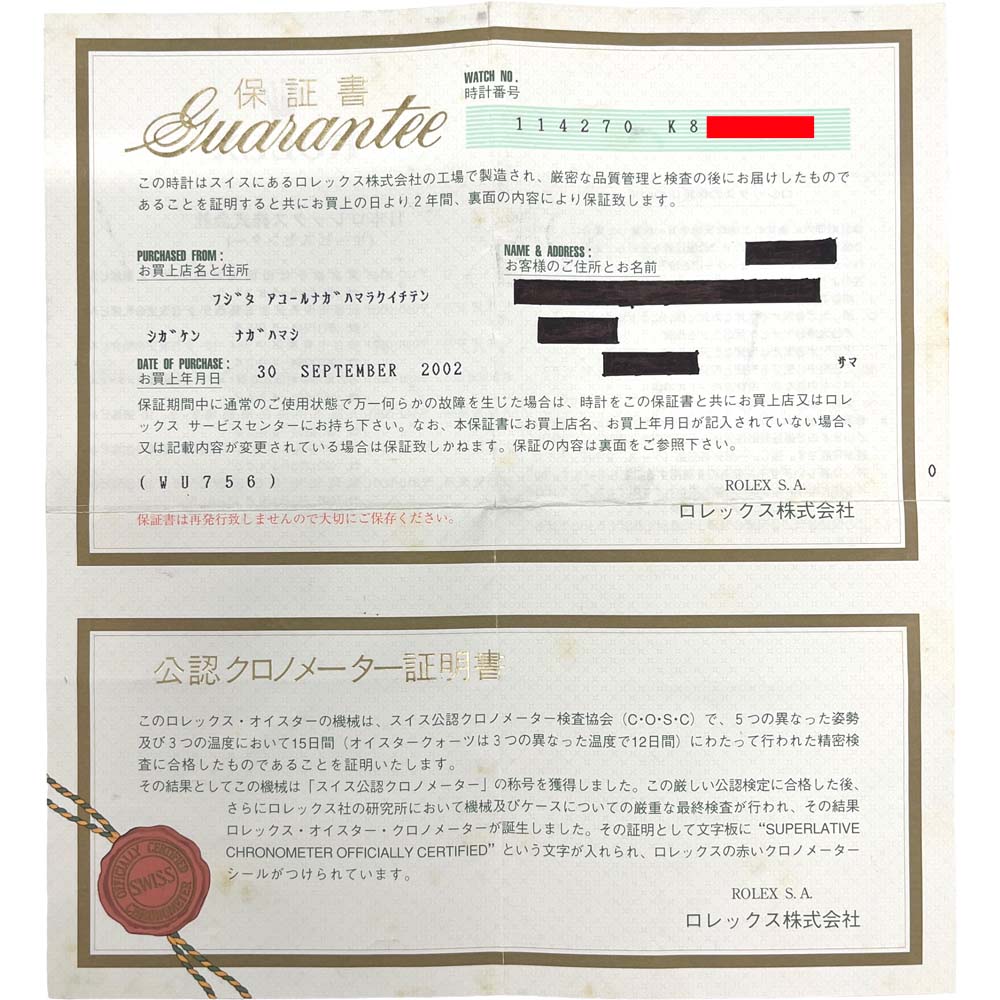 保証書
Guarantee
WATCH NO.
時計番号
114270 K8
この時計はスイスにあるロレックス株式会社の工場で製造され、厳密な品質管理と検査の後にお届けしたもので
あることを証明すると共にお買上の日より2年間、裏面の内容により保証致します。
PURCHASED FROM:
お買上店名と住所
フジタ アコールナガハマラクイチテン
シガケン ナガハマシ
NAME & ADDRESS:
お客様のご住所とお名前
サマ
DATE OF PURCHASE:
お買上年月日
30 SEPTEMBER 2002
保証期間中に通常のご使用状態で万一何らかの故障を生じた場合は、時計をこの保証書と共にお買上店又はロレ
ックス サービスセンターにお持ち下さい。なお、本保証書にお買上店名、お上年月日が記入されていない場合、
又は記載内容が変更されている場合は保証致しかねます。保証の内容は裏面をご参照下さい。
(WU756)
ROLEX S.A.
ロレックス株式会社
0
保証書は再発行致しませんので大切にご保存ください。
公認クロノメーター証明書
このロレックス・オイスターの機械は、スイス公認クロノメーター検査協会(C・O・S・C)で、5つの異なった姿勢
及び3つの温度において15日間(オイスタークォーツは3つの異なった温度で12日間)にわたって行われた精密検
査に合格したものであることを証明いたします。
その結果としてこの機械は「スイス公認クロノメーター」の称号を獲得しました。この厳しい公認検定に合格した後、
さらにロレックス社の研究所において機械及びケースについての厳重な最終検査が行われ、その結果
ロレックス・オイスター・クロノメーターが誕生しました。その証明として文字板に“SUPERLATIVE
CHRONOMETER OFFICIALLY CERTIFIED”という文字が入れられ、ロレックスの赤いクロノメーター
シールがつけられています。
OFFICIALLY CERTIFIED
SWISS
CHRONOMETER
ROLEX S.A.
ロレックス株式会社